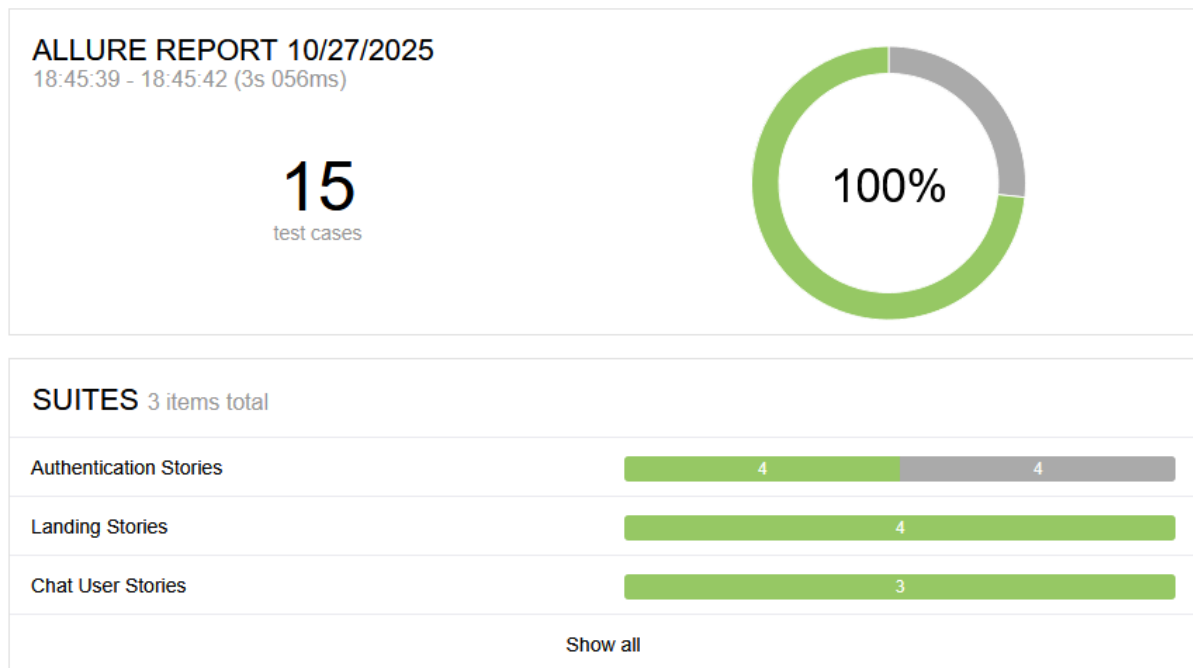 ALLURE REPORT 10/27/2025
18:45:39 - 18:45:42 (3s 056ms)
15
test cases
100%
SUITES 3 items total
Authentication Stories 4 4
Landing Stories 4
Chat User Stories 3
Show all